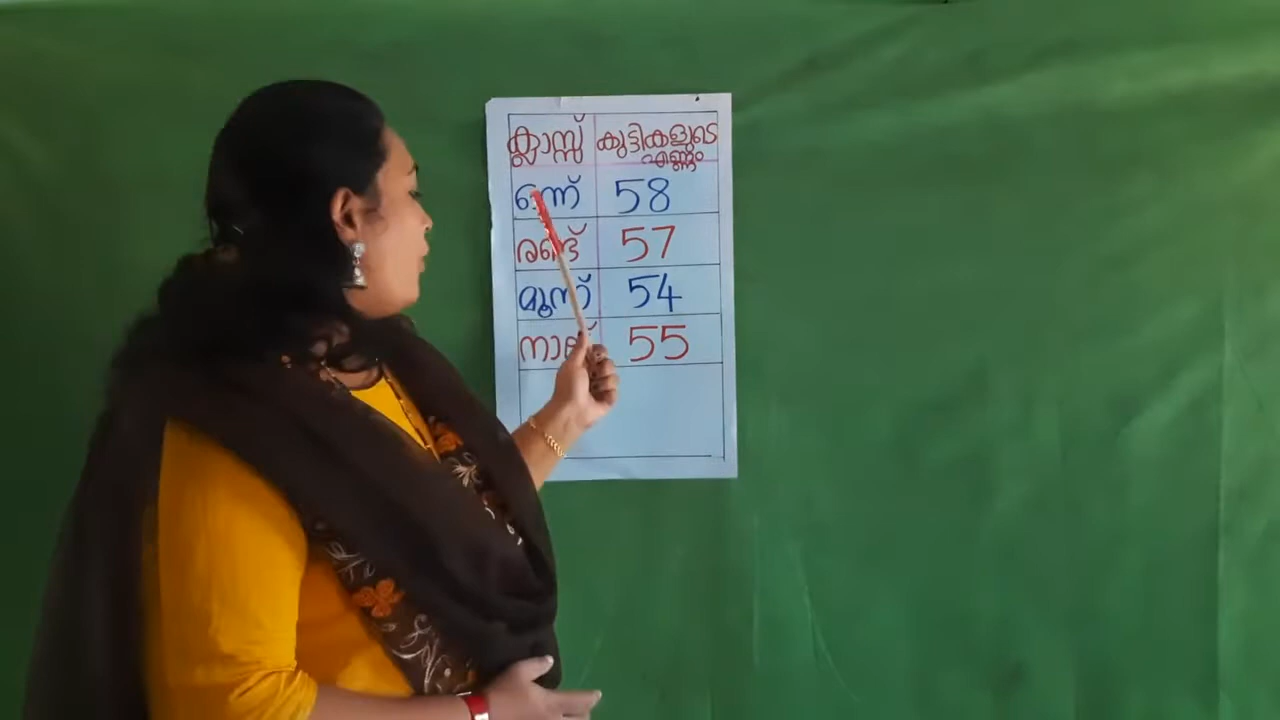 ക്ലാസ്സ് കുട്ടികളുടെ
എണ്ണം
ഒന്ന് 58
രണ്ട് 57
മൂന്ന് 54
നാല് 55